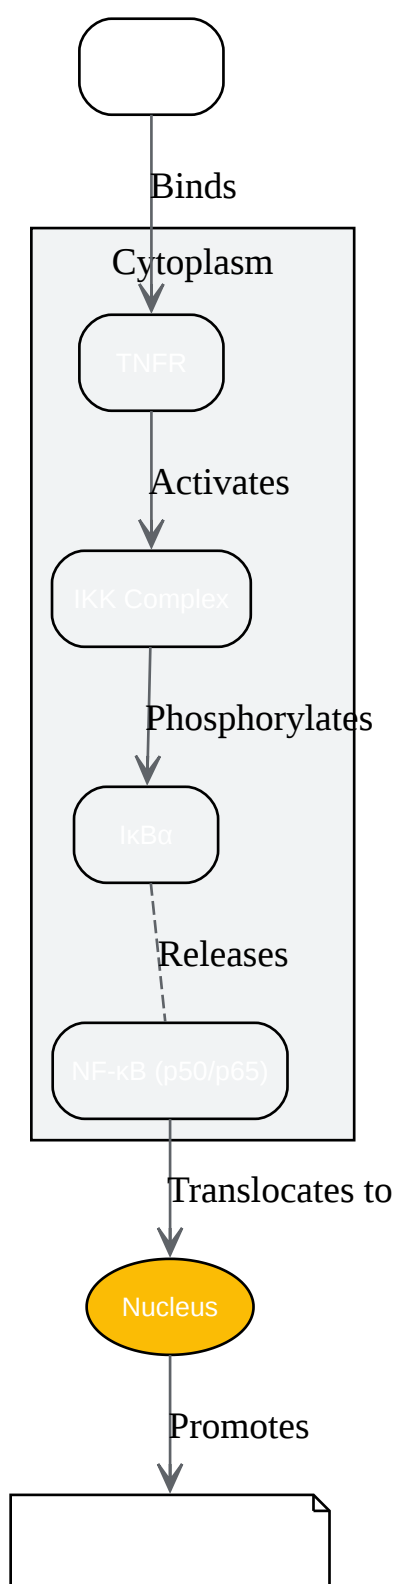 Binds
Cytoplasm
TNFR
Activates
IKK Complex
Phosphorylates
IκBα
Releases
NF-κB (p50/p65)
Translocates to
Nucleus
Promotes